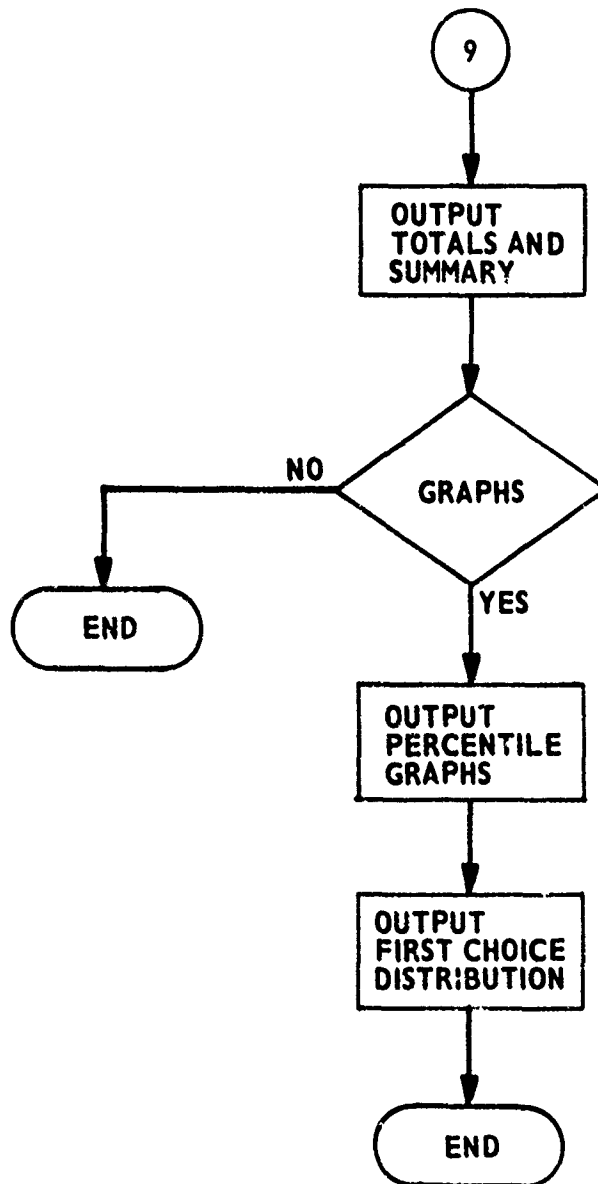 9
OUTPUT
TOTALS AND
SUMMARY
GRAPHS
NO
END
YES
OUTPUT
PERCENTILE
GRAPHS
OUTPUT
FIRST CHOICE
DISTRIBUTION
END